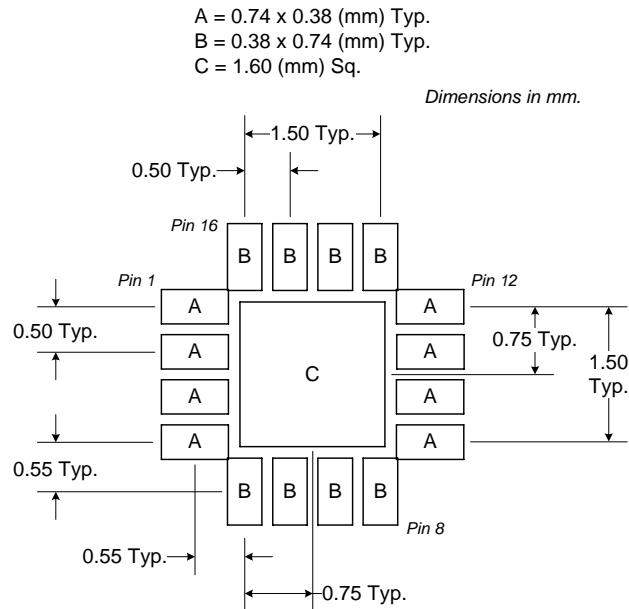 A = 0.74 x 0.38 (mm) Typ.
B = 0.38 x 0.74 (mm) Typ.
C = 1.60 (mm) Sq.
Dimensions in mm.
1.50 Typ.
0.50 Typ.
Pin 16
B B B B
Pin 1
Pin 12
A A
0.50 Typ.
0.75 Typ.
A A
1.50
Typ.
C
A A
A A
0.55 Typ.
B B B B
Pin 8
0.55 Typ.
0.75 Typ.